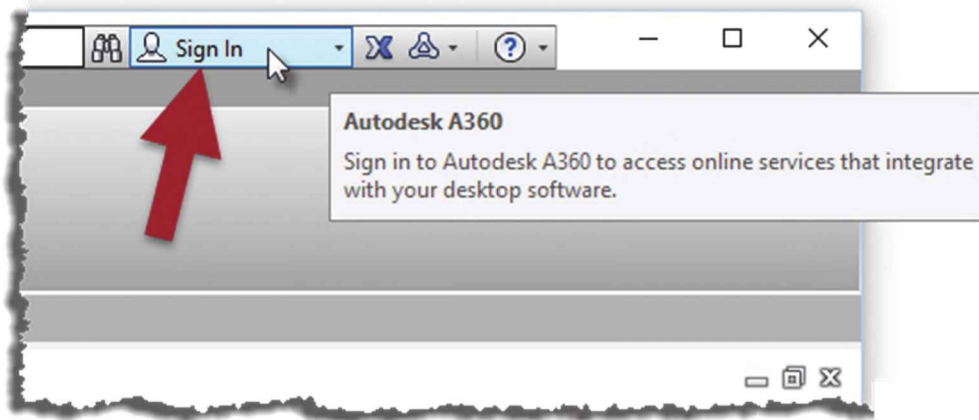 Sign In
Autodesk A360
Sign in to Autodesk A360 to access online services that integrate
with your desktop software.